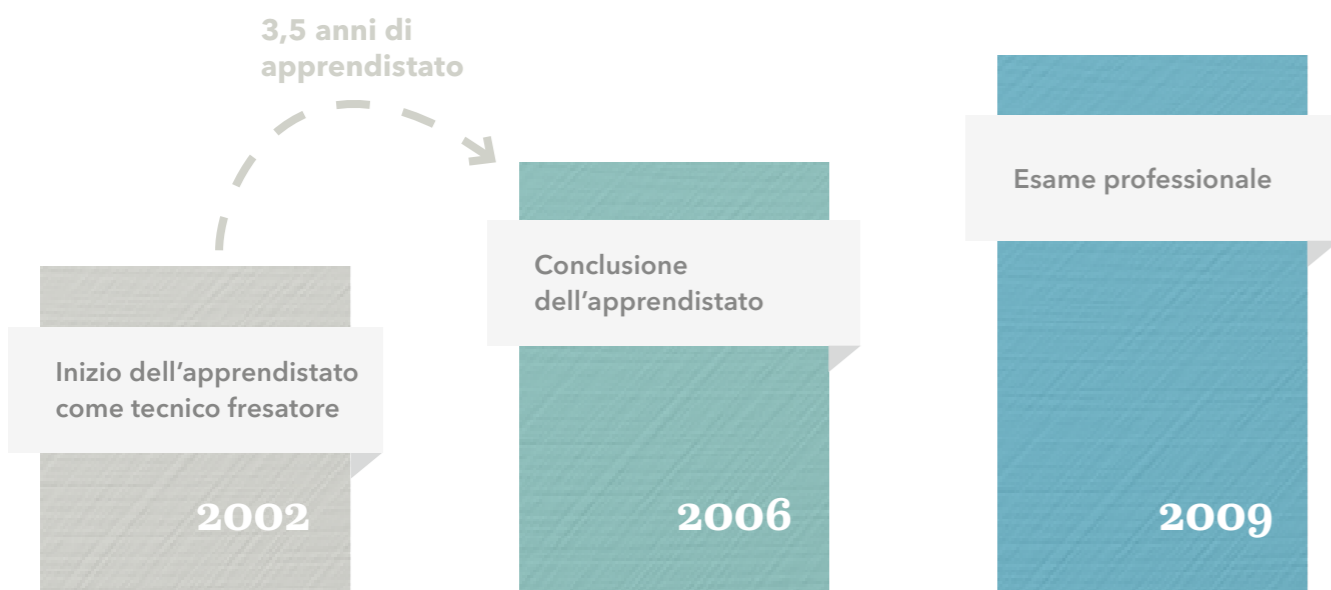 3,5 anni di
apprendistato
Inizio dell’apprendistato
come tecnico fresatore
2002
Conclusione
dell’apprendistato
2006
Esame professionale
2009